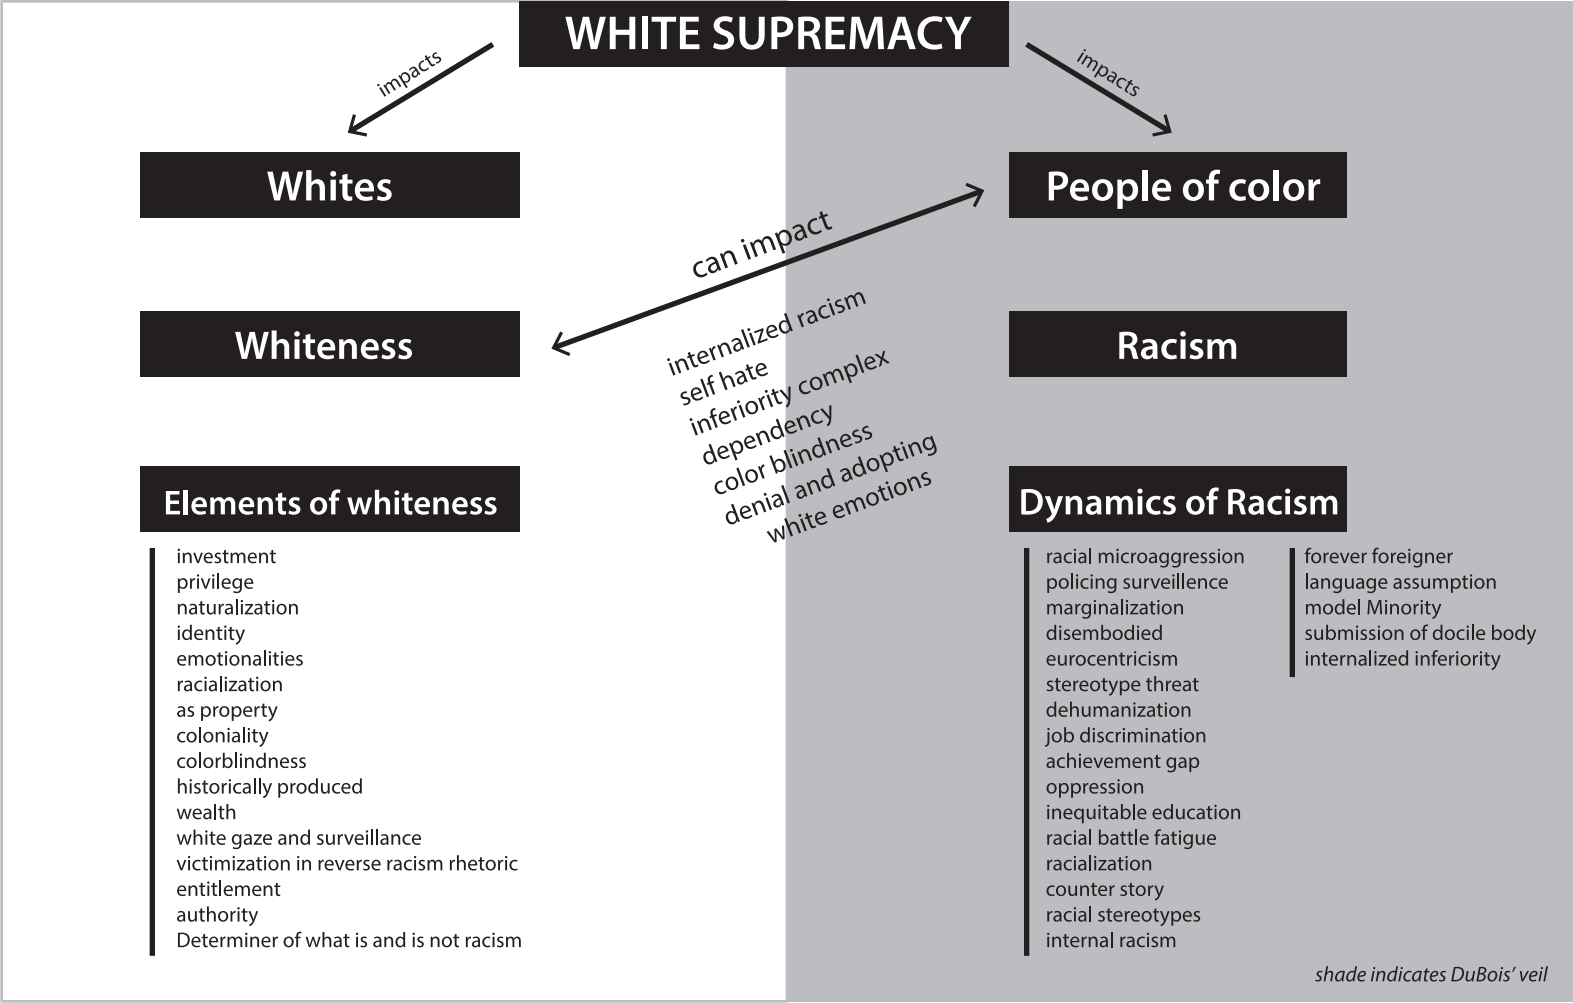 WHITE SUPREMACY
impacts
impacts
Whites
People of color
can impact
Whiteness
Racism
internalized racism
self hate
inferiority complex
dependency
color blindness
denial and adopting
white emotions
Elements of whiteness
investment
privilege
naturalization
identity
emotionalities
racialization
as property
coloniality
colorblindness
historically produced
wealth
white gaze and surveillance
victimization in reverse racism rhetoric
entitlement
authority
Determiner of what is and is not racism
Dynamics of Racism
racial microaggression
policing surveillence
marginalization
disembodied
eurocentricism
stereotype threat
dehumanization
job discrimination
achievement gap
oppression
inequitable education
racial battle fatigue
racialization
counter story
racial stereotypes
internal racism
forever foreigner
language assumption
model Minority
submission of docile body
internalized inferiority
shade indicates DuBois’ veil